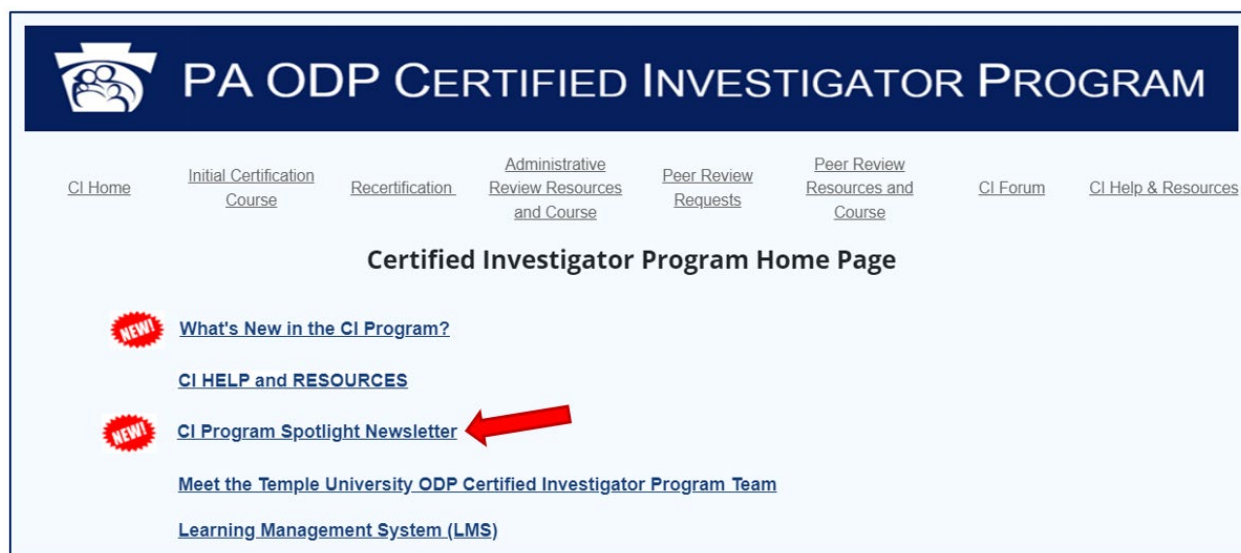 PA ODP CERTIFIED INVESTIGATOR PROGRAM
CI Home
Initial Certification
Course
Recertification
Administrative
Review Resources
and Course
Peer Review
Requests
Peer Review
Resources and
Course
CI Forum
CI Help & Resources
Certified Investigator Program Home Page
NEW!
What's New in the CI Program?
CI HELP and RESOURCES
NEW!
CI Program Spotlight Newsletter
Meet the Temple University ODP Certified Investigator Program Team
Learning Management System (LMS)